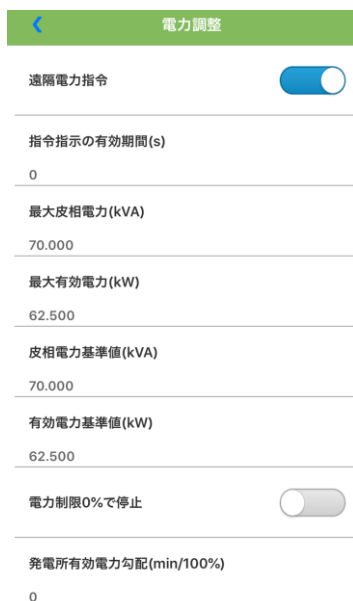 電力調整
遠隔電力指令
指令指示の有効期間(s)
0
最大皮相電力(kVA)
70.000
最大有効電力(kW)
62.500
皮相電力基準値(kVA)
70.000
有効電力基準値(kW)
62.500
電力制限0%で停止
発電所有効電力勾配(min/100%)
0